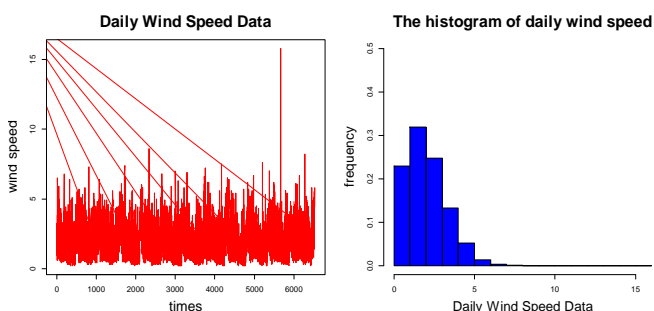 Daily Wind Speed Data
wind speed
15
10
5
0
0 1000 2000 3000 4000 5000 6000
times
The histogram of daily wind speed
frequency
0.5
0.4
0.3
0.2
0.1
0.0
0 5 10 15
Daily Wind Speed Data